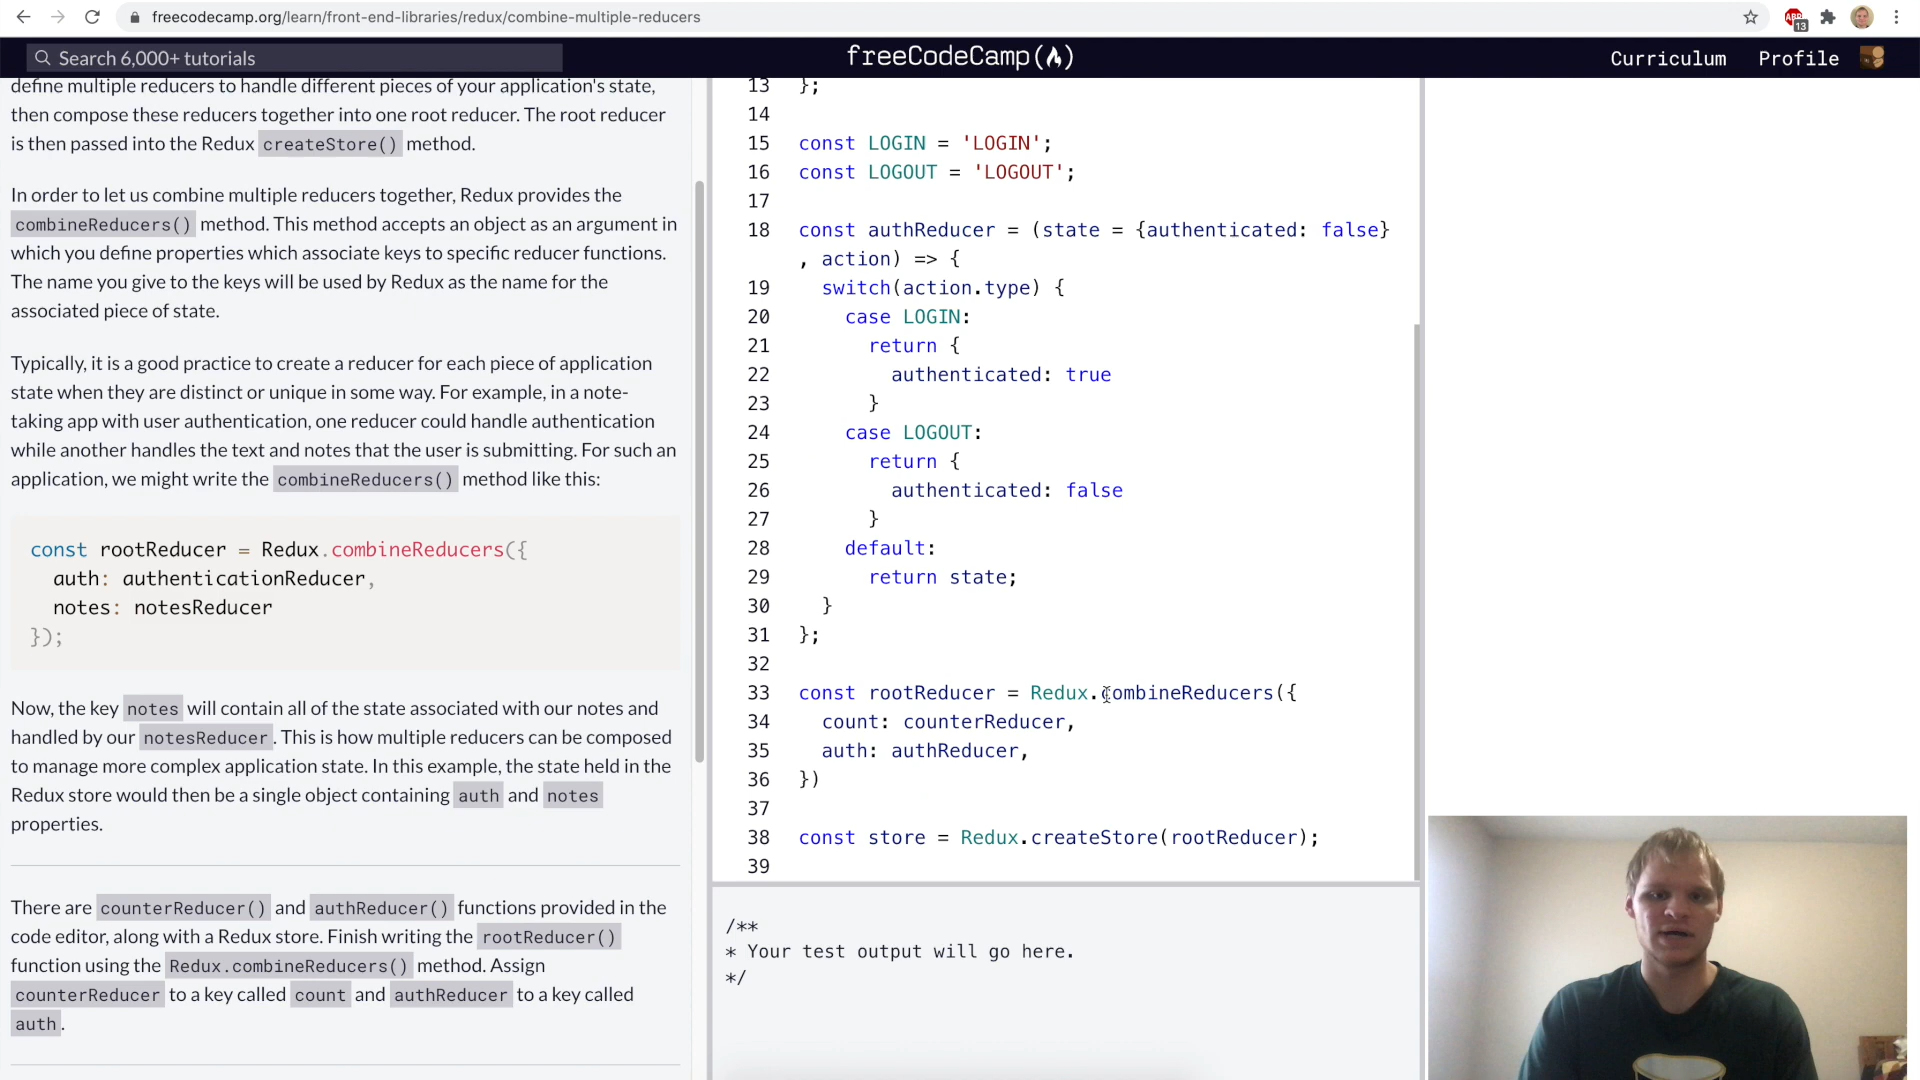 freecodecamp.org/learn/front-end-libraries/redux/combine-multiple-reducers
ABP
13
Search 6,000+ tutorials
freeCodeCamp
Curriculum
Profile
define multiple reducers to handle different pieces of your application's state,
then compose these reducers together into one root reducer. The root reducer
is then passed into the Redux createStore() method.
In order to let us combine multiple reducers together, Redux provides the
combineReducers() method. This method accepts an object as an argument in
which you define properties which associate keys to specific reducer functions.
The name you give to the keys will be used by Redux as the name for the
associated piece of state.
Typically, it is a good practice to create a reducer for each piece of application
state when they are distinct or unique in some way. For example, in a note-
taking app with user authentication, one reducer could handle authentication
while another handles the text and notes that the user is submitting. For such an
application, we might write the combineReducers() method like this:
const rootReducer = Redux.combineReducers({
auth: authenticationReducer,
notes: notesReducer
});
Now, the key notes will contain all of the state associated with our notes and
handled by our notesReducer. This is how multiple reducers can be composed
to manage more complex application state. In this example, the state held in the
Redux store would then be a single object containing auth and notes
properties.
There are counterReducer() and authReducer() functions provided in the
code editor, along with a Redux store. Finish writing the rootReducer()
function using the Redux.combineReducers() method. Assign
counterReducer to a key called count and authReducer to a key called
auth.
13 };
14
15 const LOGIN = 'LOGIN';
16 const LOGOUT = 'LOGOUT';
17
18 const authReducer = (state = {authenticated: false}
, action) => {
19 switch(action.type) {
20 case LOGIN:
21 return {
22 authenticated: true
23 }
24 case LOGOUT:
25 return {
26 authenticated: false
27 }
28 default:
29 return state;
30 }
31 };
32
33 const rootReducer = Redux.combineReducers({
34 count: counterReducer,
35 auth: authReducer,
36 })
37
38 const store = Redux.createStore(rootReducer);
39
/**
* Your test output will go here.
*/